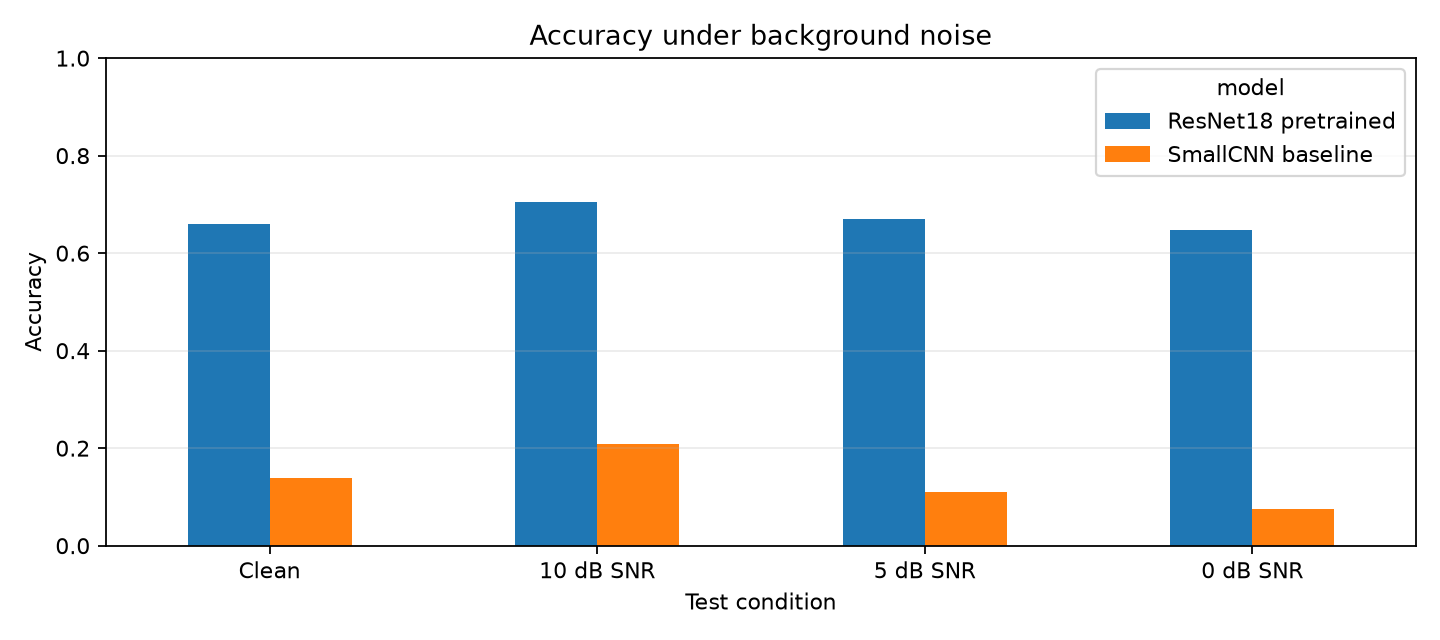 Accuracy under background noise
model
ResNet18 pretrained
SmallCNN baseline
Accuracy
1.0
0.8
0.6
0.4
0.2
0.0
Clean
10 dB SNR
5 dB SNR
0 dB SNR
Test condition